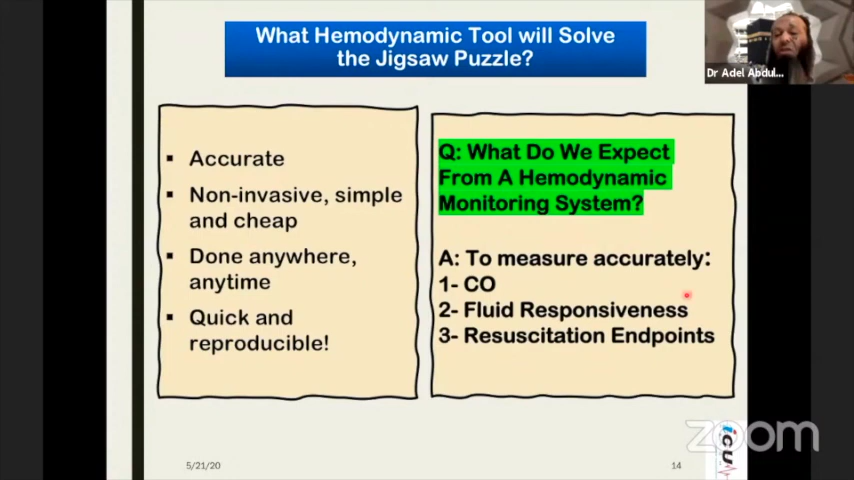 What Hemodynamic Tool will Solve
the Jigsaw Puzzle?
Dr Adel Abdul...
▪ Accurate
▪ Non-invasive, simple
and cheap
▪ Done anywhere,
anytime
▪ Quick and
reproducible!
Q: What Do We Expect
From A Hemodynamic
Monitoring System?
A: To measure accurately:
1- CO
2- Fluid Responsiveness
3- Resuscitation Endpoints
zoom
icu
5/21/20
14